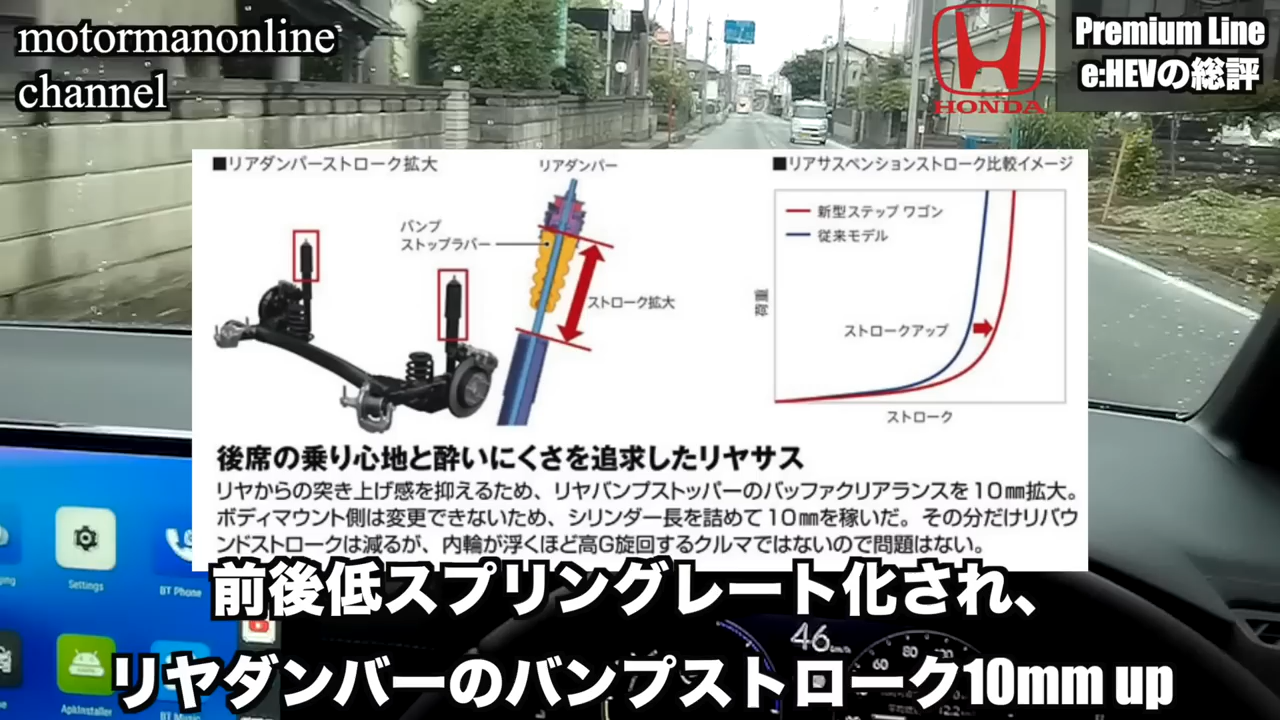 motormanonline
channel
HONDA
Premium Line
e:HEVの総評
■リアダンパーストローク拡大
リアダンパー
バンプ
ストップラバー
ストローク拡大
■リアサスペンションストローク比較イメージ
新型ステップ ワゴン
従来モデル
荷重
ストロークアップ
ストローク
後席の乗り心地と酔いにくさを追求したリヤサス
リヤからの突き上げ感を抑えるため、リヤバンプストッパーのバッファクリアランスを10㎜拡大。
ボディマウント側は変更できないため、シリンダー長を詰めて10㎜を稼いだ。その分だけリバウ
ンドストロークは減るが、内輪が浮くほど高G旋回するクルマではないので問題はない。
Settings
BT Phone
前後低スプリングレート化され、
46
60
80
リヤダンパーのバンプストローク10mm up
ApkInstaller
BT Music